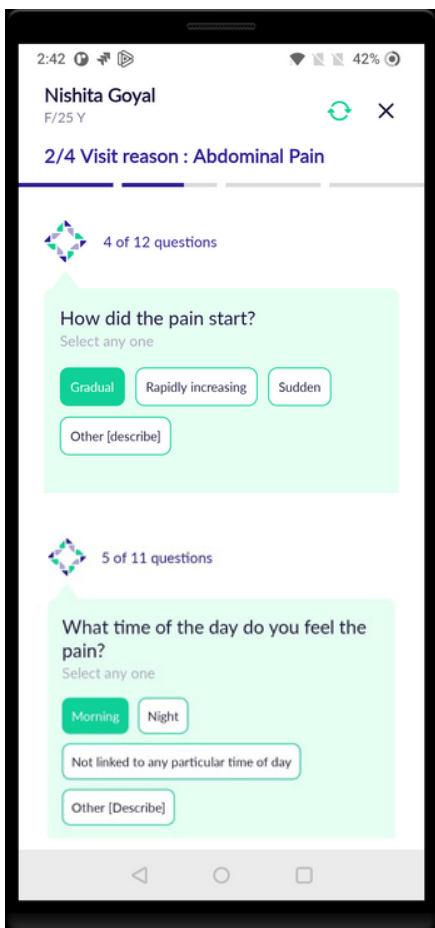 2:42 42%
Nishita Goyal
F/25 Y
2/4 Visit reason : Abdominal Pain
4 of 12 questions
How did the pain start?
Select any one
Gradual Rapidly increasing Sudden
Other [describe]
5 of 11 questions
What time of the day do you feel the
pain?
Select any one
Morning Night
Not linked to any particular time of day
Other [Describe]